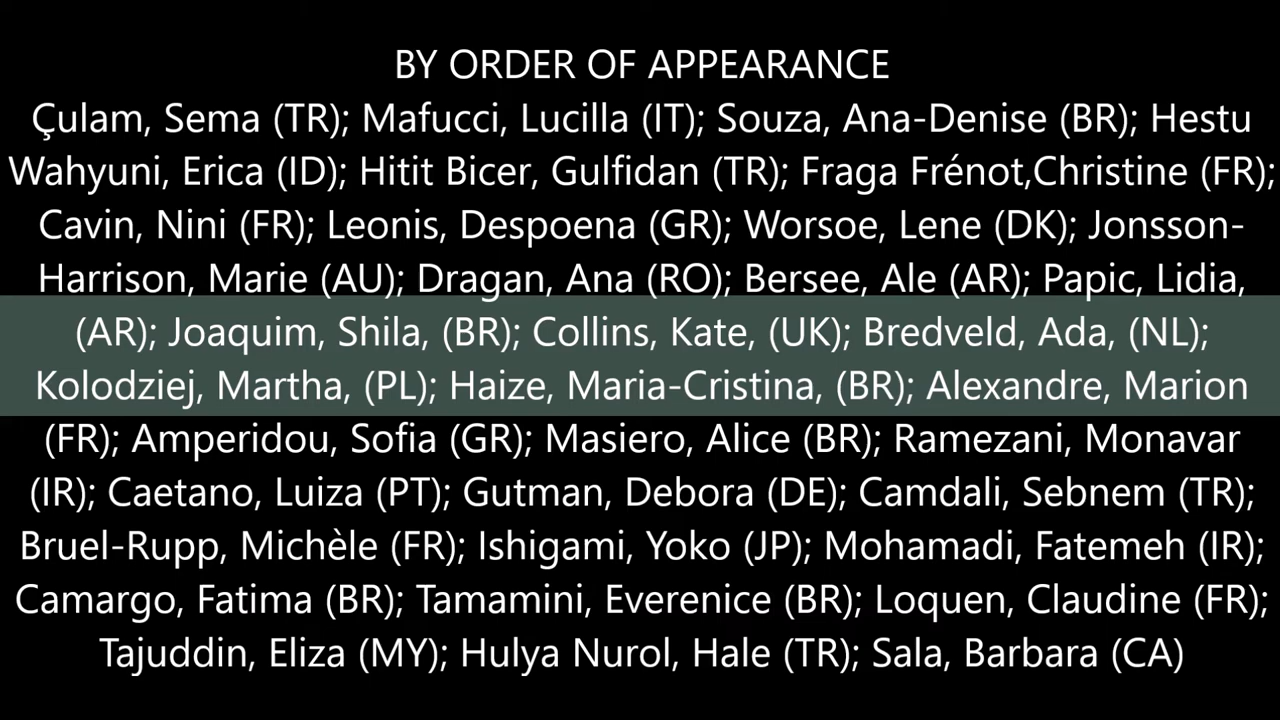 BY ORDER OF APPEARANCE
Çulam, Sema (TR); Mafucci, Lucilla (IT); Souza, Ana-Denise (BR); Hestu
Wahyuni, Erica (ID); Hitit Bicer, Gulfidan (TR); Fraga Frénot,Christine (FR);
Cavin, Nini (FR); Leonis, Despoena (GR); Worsoe, Lene (DK); Jonsson-
Harrison, Marie (AU); Dragan, Ana (RO); Bersee, Ale (AR); Papic, Lidia,
(AR); Joaquim, Shila, (BR); Collins, Kate, (UK); Bredveld, Ada, (NL);
Kolodziej, Martha, (PL); Haize, Maria-Cristina, (BR); Alexandre, Marion
(FR); Amperidou, Sofia (GR); Masiero, Alice (BR); Ramezani, Monavar
(IR); Caetano, Luiza (PT); Gutman, Debora (DE); Camdali, Sebnem (TR);
Bruel-Rupp, Michèle (FR); Ishigami, Yoko (JP); Mohamadi, Fatemeh (IR);
Camargo, Fatima (BR); Tamamini, Everenice (BR); Loquen, Claudine (FR);
Tajuddin, Eliza (MY); Hulya Nurol, Hale (TR); Sala, Barbara (CA)